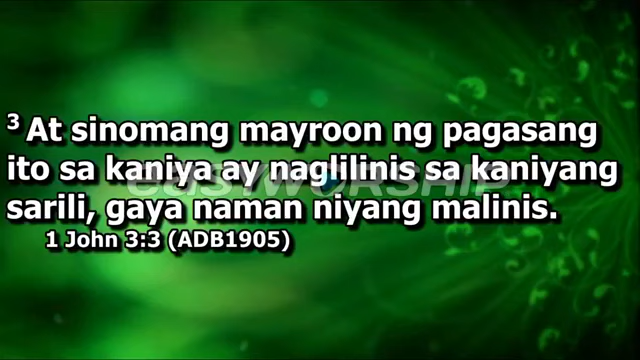 3 At sinomang mayroon ng pagasang
ito sa kaniya ay naglilinis sa kaniyang
EASYWORSHIP
sarili, gaya naman niyang malinis.
1 John 3:3 (ADB1905)